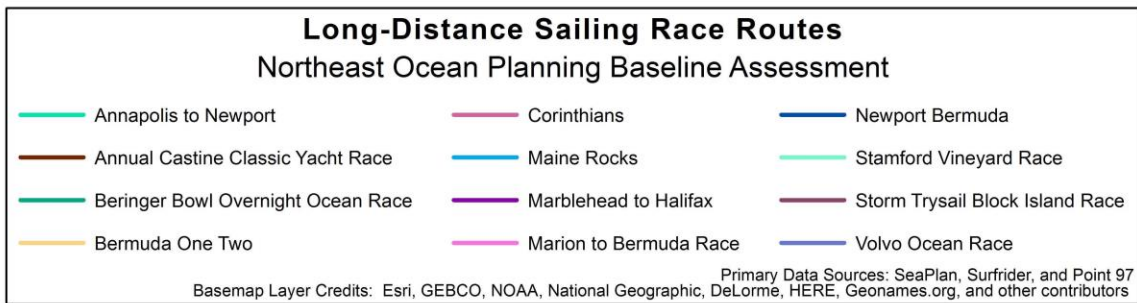 Long-Distance Sailing Race Routes
Northeast Ocean Planning Baseline Assessment
Annapolis to Newport
Annual Castine Classic Yacht Race
Beringer Bowl Overnight Ocean Race
Bermuda One Two
Corinthians
Maine Rocks
Marblehead to Halifax
Marion to Bermuda Race
Newport Bermuda
Stamford Vineyard Race
Storm Trysail Block Island Race
Volvo Ocean Race
Primary Data Sources: SeaPlan, Surfrider, and Point 97
Basemap Layer Credits: Esri, GEBCO, NOAA, National Geographic, DeLorme, HERE, Geonames.org, and other contributors